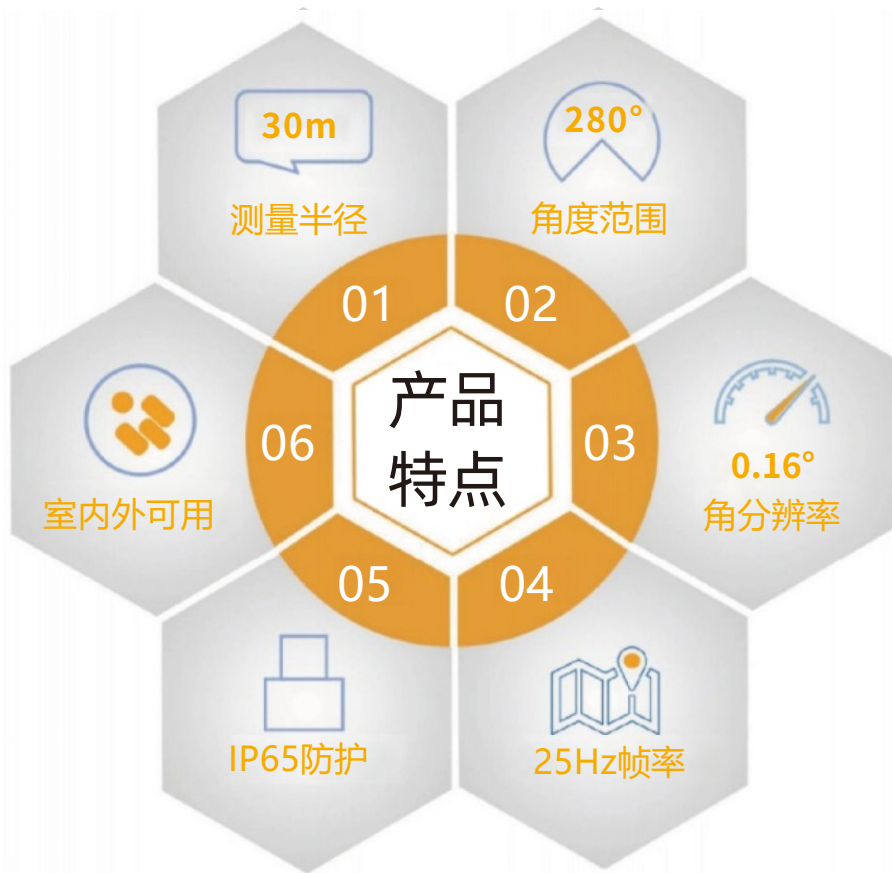 30m
测量半径
01
280°
角度范围
02
03
0.16°
角分辨率
04
25Hz帧率
05
IP65防护
06
室内外可用
产品
特点